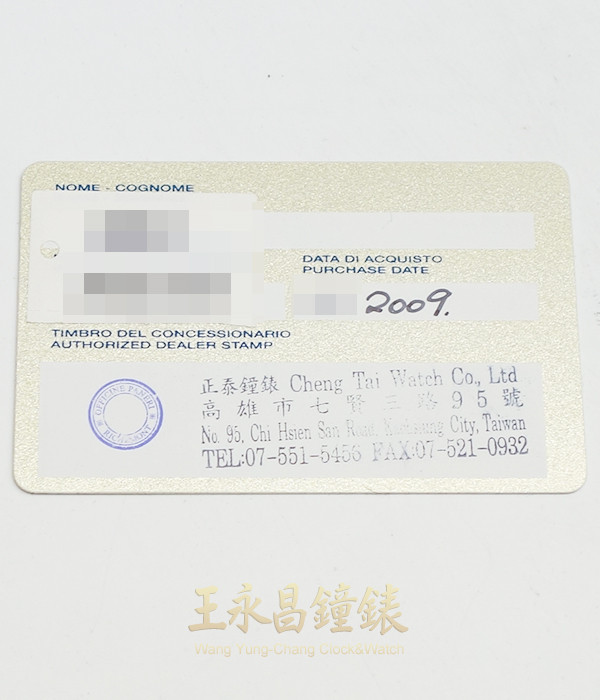 NOME - COGNOME
DATA DI ACQUISTO
PURCHASE DATE
2009.
TIMBRO DEL CONCESSIONARIO
AUTHORIZED DEALER STAMP
OFFICINE PANERAI
RICHEMONT
正泰鐘錶 Cheng Tai Watch Co., Ltd
高雄市七賢三路95號
No. 95, Chi Hsien San Road, Kaohsiung City, Taiwan
TEL:07-551-5456 FAX:07-521-0932
王永昌鐘錶
Wang Yung-Chang Clock&Watch